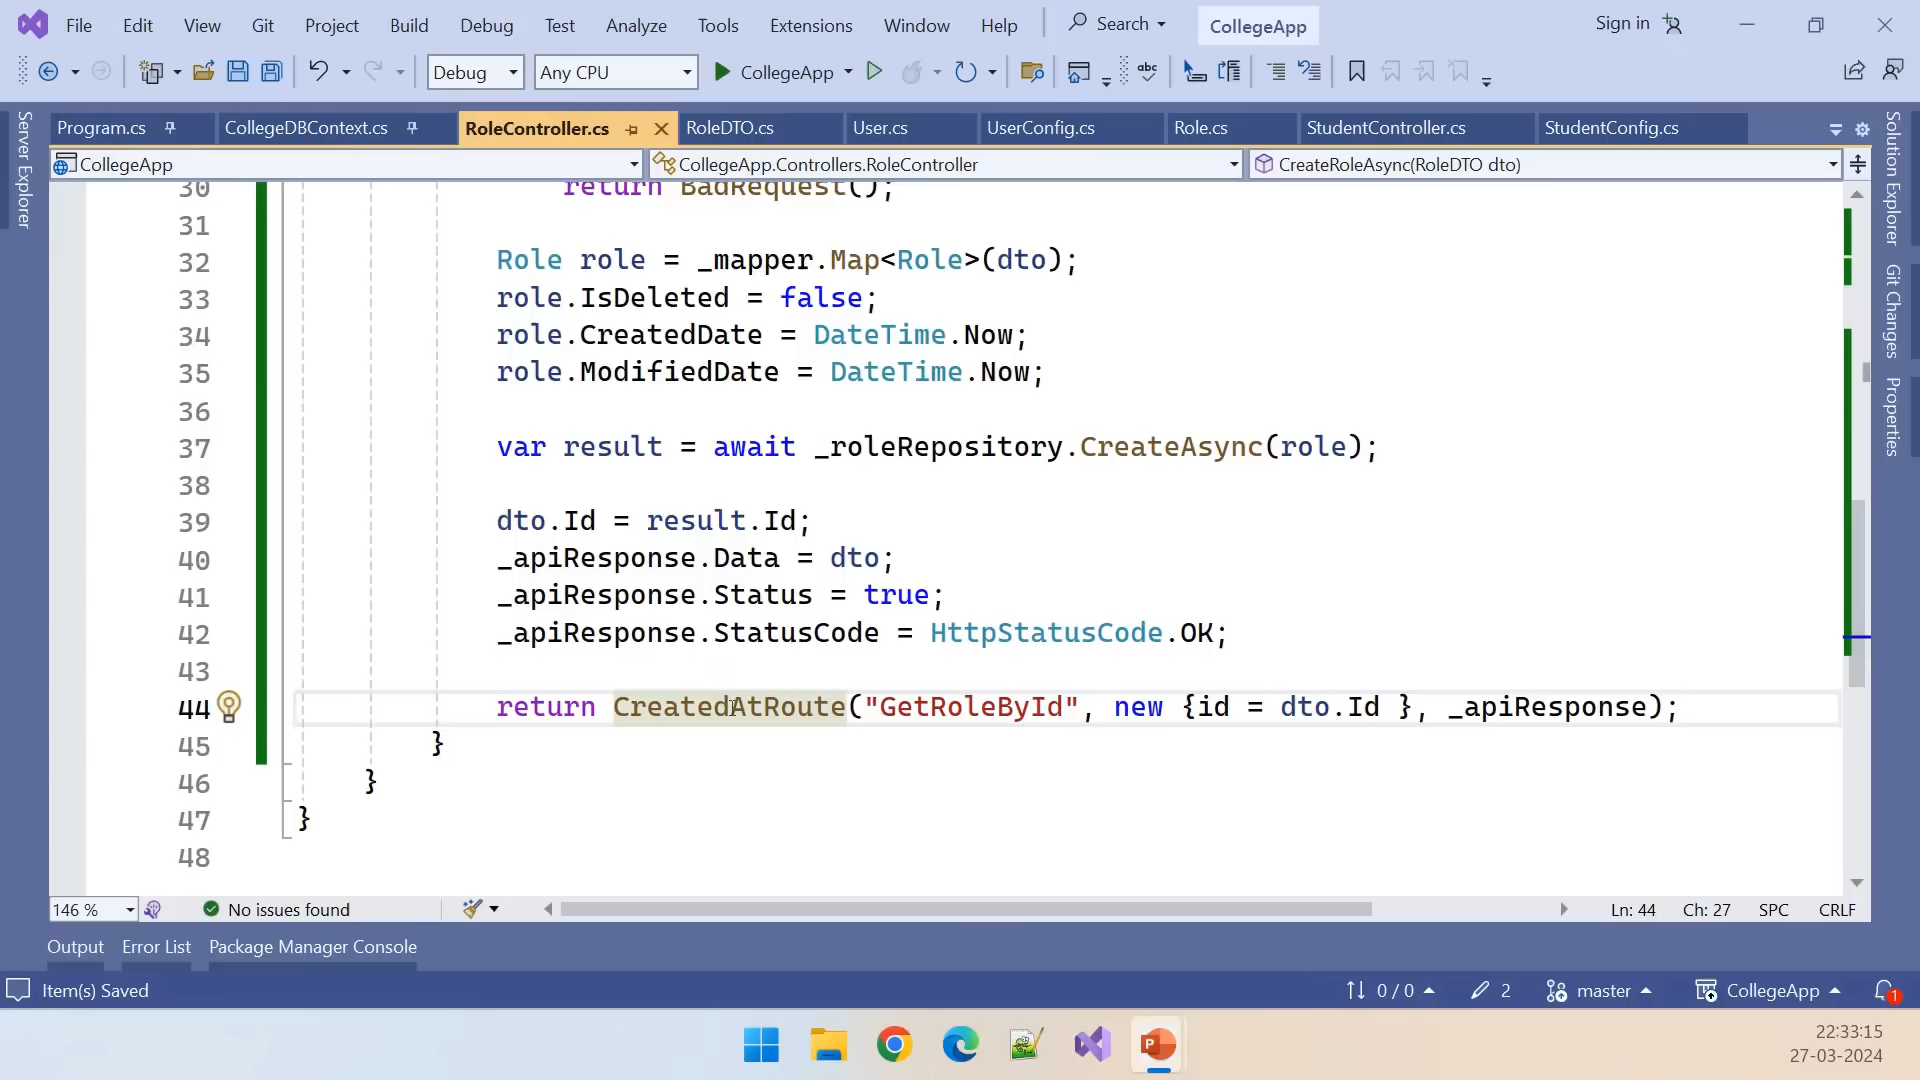 File Edit View Git Project Build Debug Test Analyze Tools Extensions Window Help Search CollegeApp Sign in
Debug Any CPU CollegeApp abc
Program.cs CollegeDBContext.cs RoleController.cs RoleDTO.cs User.cs UserConfig.cs Role.cs StudentController.cs StudentConfig.cs
CollegeApp CollegeApp.Controllers.RoleController CreateRoleAsync(RoleDTO dto)
Server Explorer
Solution Explorer
Git Changes
Properties
30 return BadRequest();
31
32 Role role = _mapper.Map<Role>(dto);
33 role.IsDeleted = false;
34 role.CreatedDate = DateTime.Now;
35 role.ModifiedDate = DateTime.Now;
36
37 var result = await _roleRepository.CreateAsync(role);
38
39 dto.Id = result.Id;
40 _apiResponse.Data = dto;
41 _apiResponse.Status = true;
42 _apiResponse.StatusCode = HttpStatusCode.OK;
43
44 return CreatedAtRoute("GetRoleById", new {id = dto.Id }, _apiResponse);
45 }
46 }
47 }
48
146 % No issues found Ln: 44 Ch: 27 SPC CRLF
Output Error List Package Manager Console
Item(s) Saved 0 / 0 2 master CollegeApp 1
22:33:15
27-03-2024